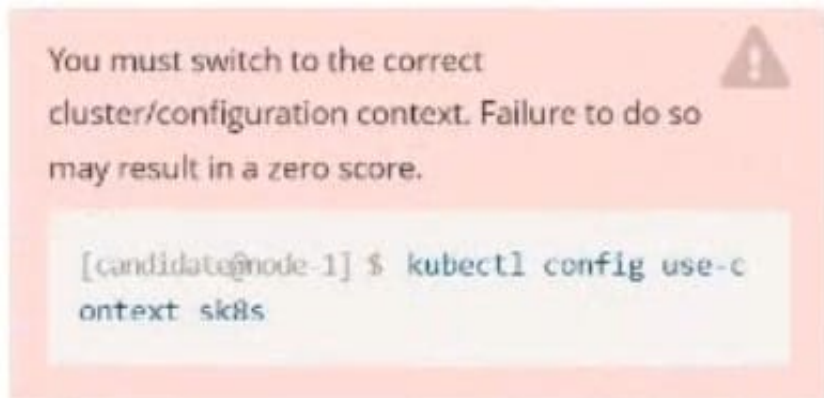 You must switch to the correct
cluster/configuration context. Failure to do so
may result in a zero score.
[candidate@node-1] $ kubectl config use-c
ontext sk8s